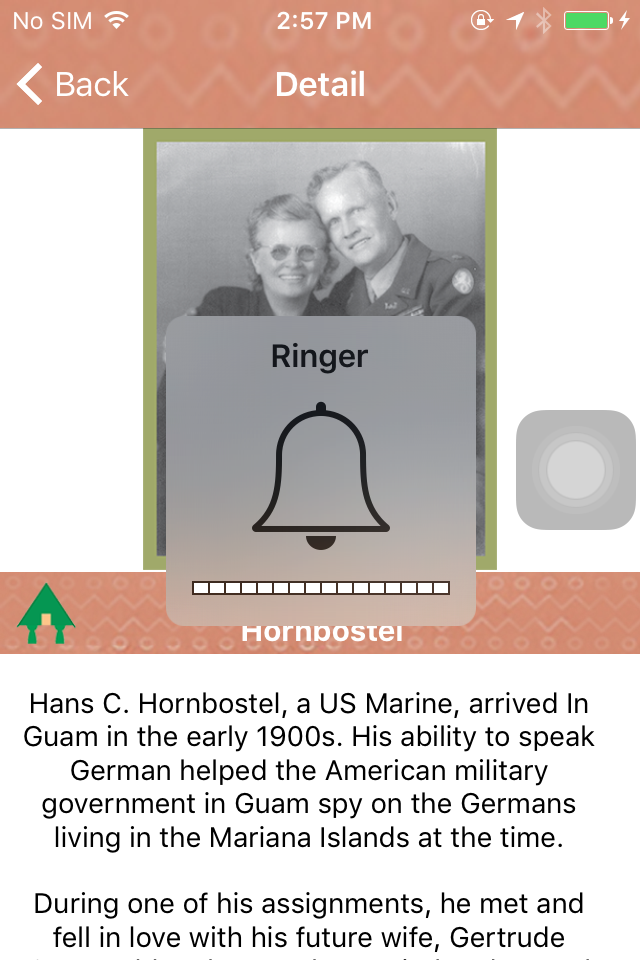 No SIM 2:57 PM
Back Detail
Ringer
Hornbostel
Hans C. Hornbostel, a US Marine, arrived In
Guam in the early 1900s. His ability to speak
German helped the American military
government in Guam spy on the Germans
living in the Mariana Islands at the time.
During one of his assignments, he met and
fell in love with his future wife, Gertrude